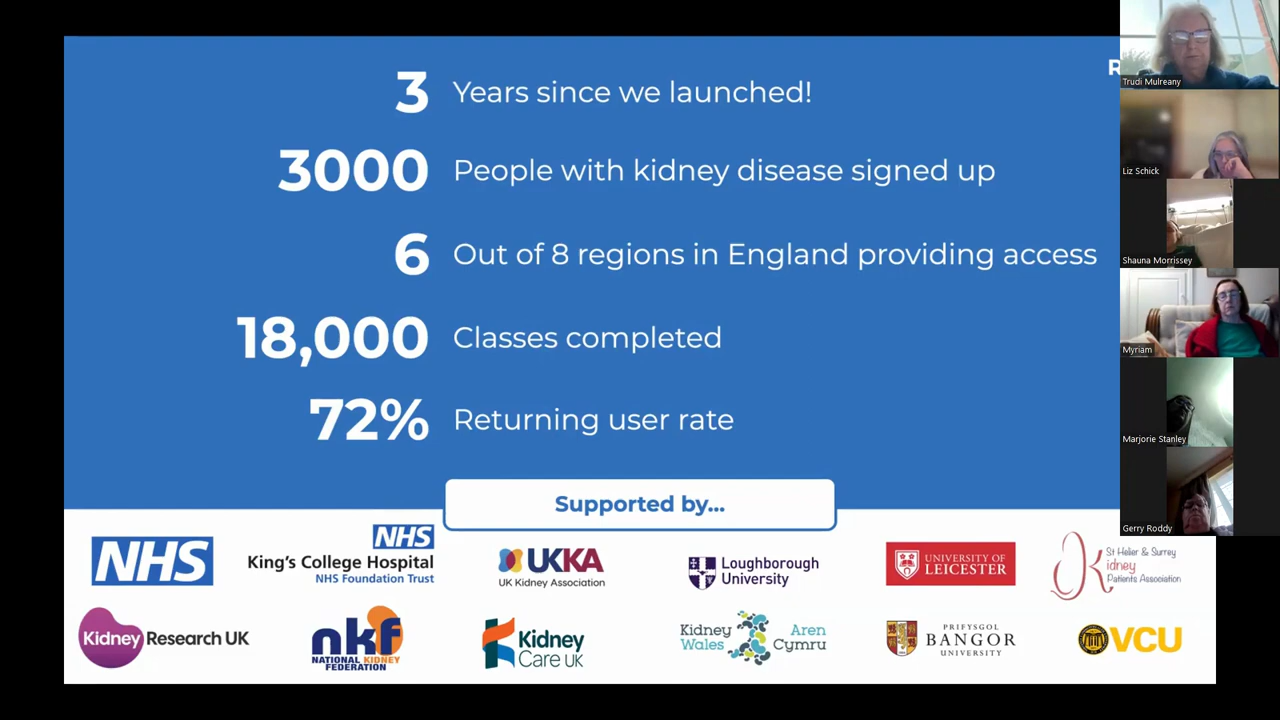 3 Years since we launched!
3000 People with kidney disease signed up
6 Out of 8 regions in England providing access
18,000 Classes completed
72% Returning user rate
Supported by...
NHS
NHS
King's College Hospital
NHS Foundation Trust
UKKA
UK Kidney Association
Loughborough
University
UNIVERSITY OF
LEICESTER
St Helier & Surrey
Kidney
Patients Association
Kidney Research UK
nkf
NATIONAL KIDNEY
FEDERATION
Kidney
Care UK
Kidney
Wales
Aren
Cymru
PRIFYSGOL
BANGOR
UNIVERSITY
VCU
R
Trudi Mulreany
Liz Schick
Shauna Morrissey
Myriam
Marjorie Stanley
Gerry Roddy